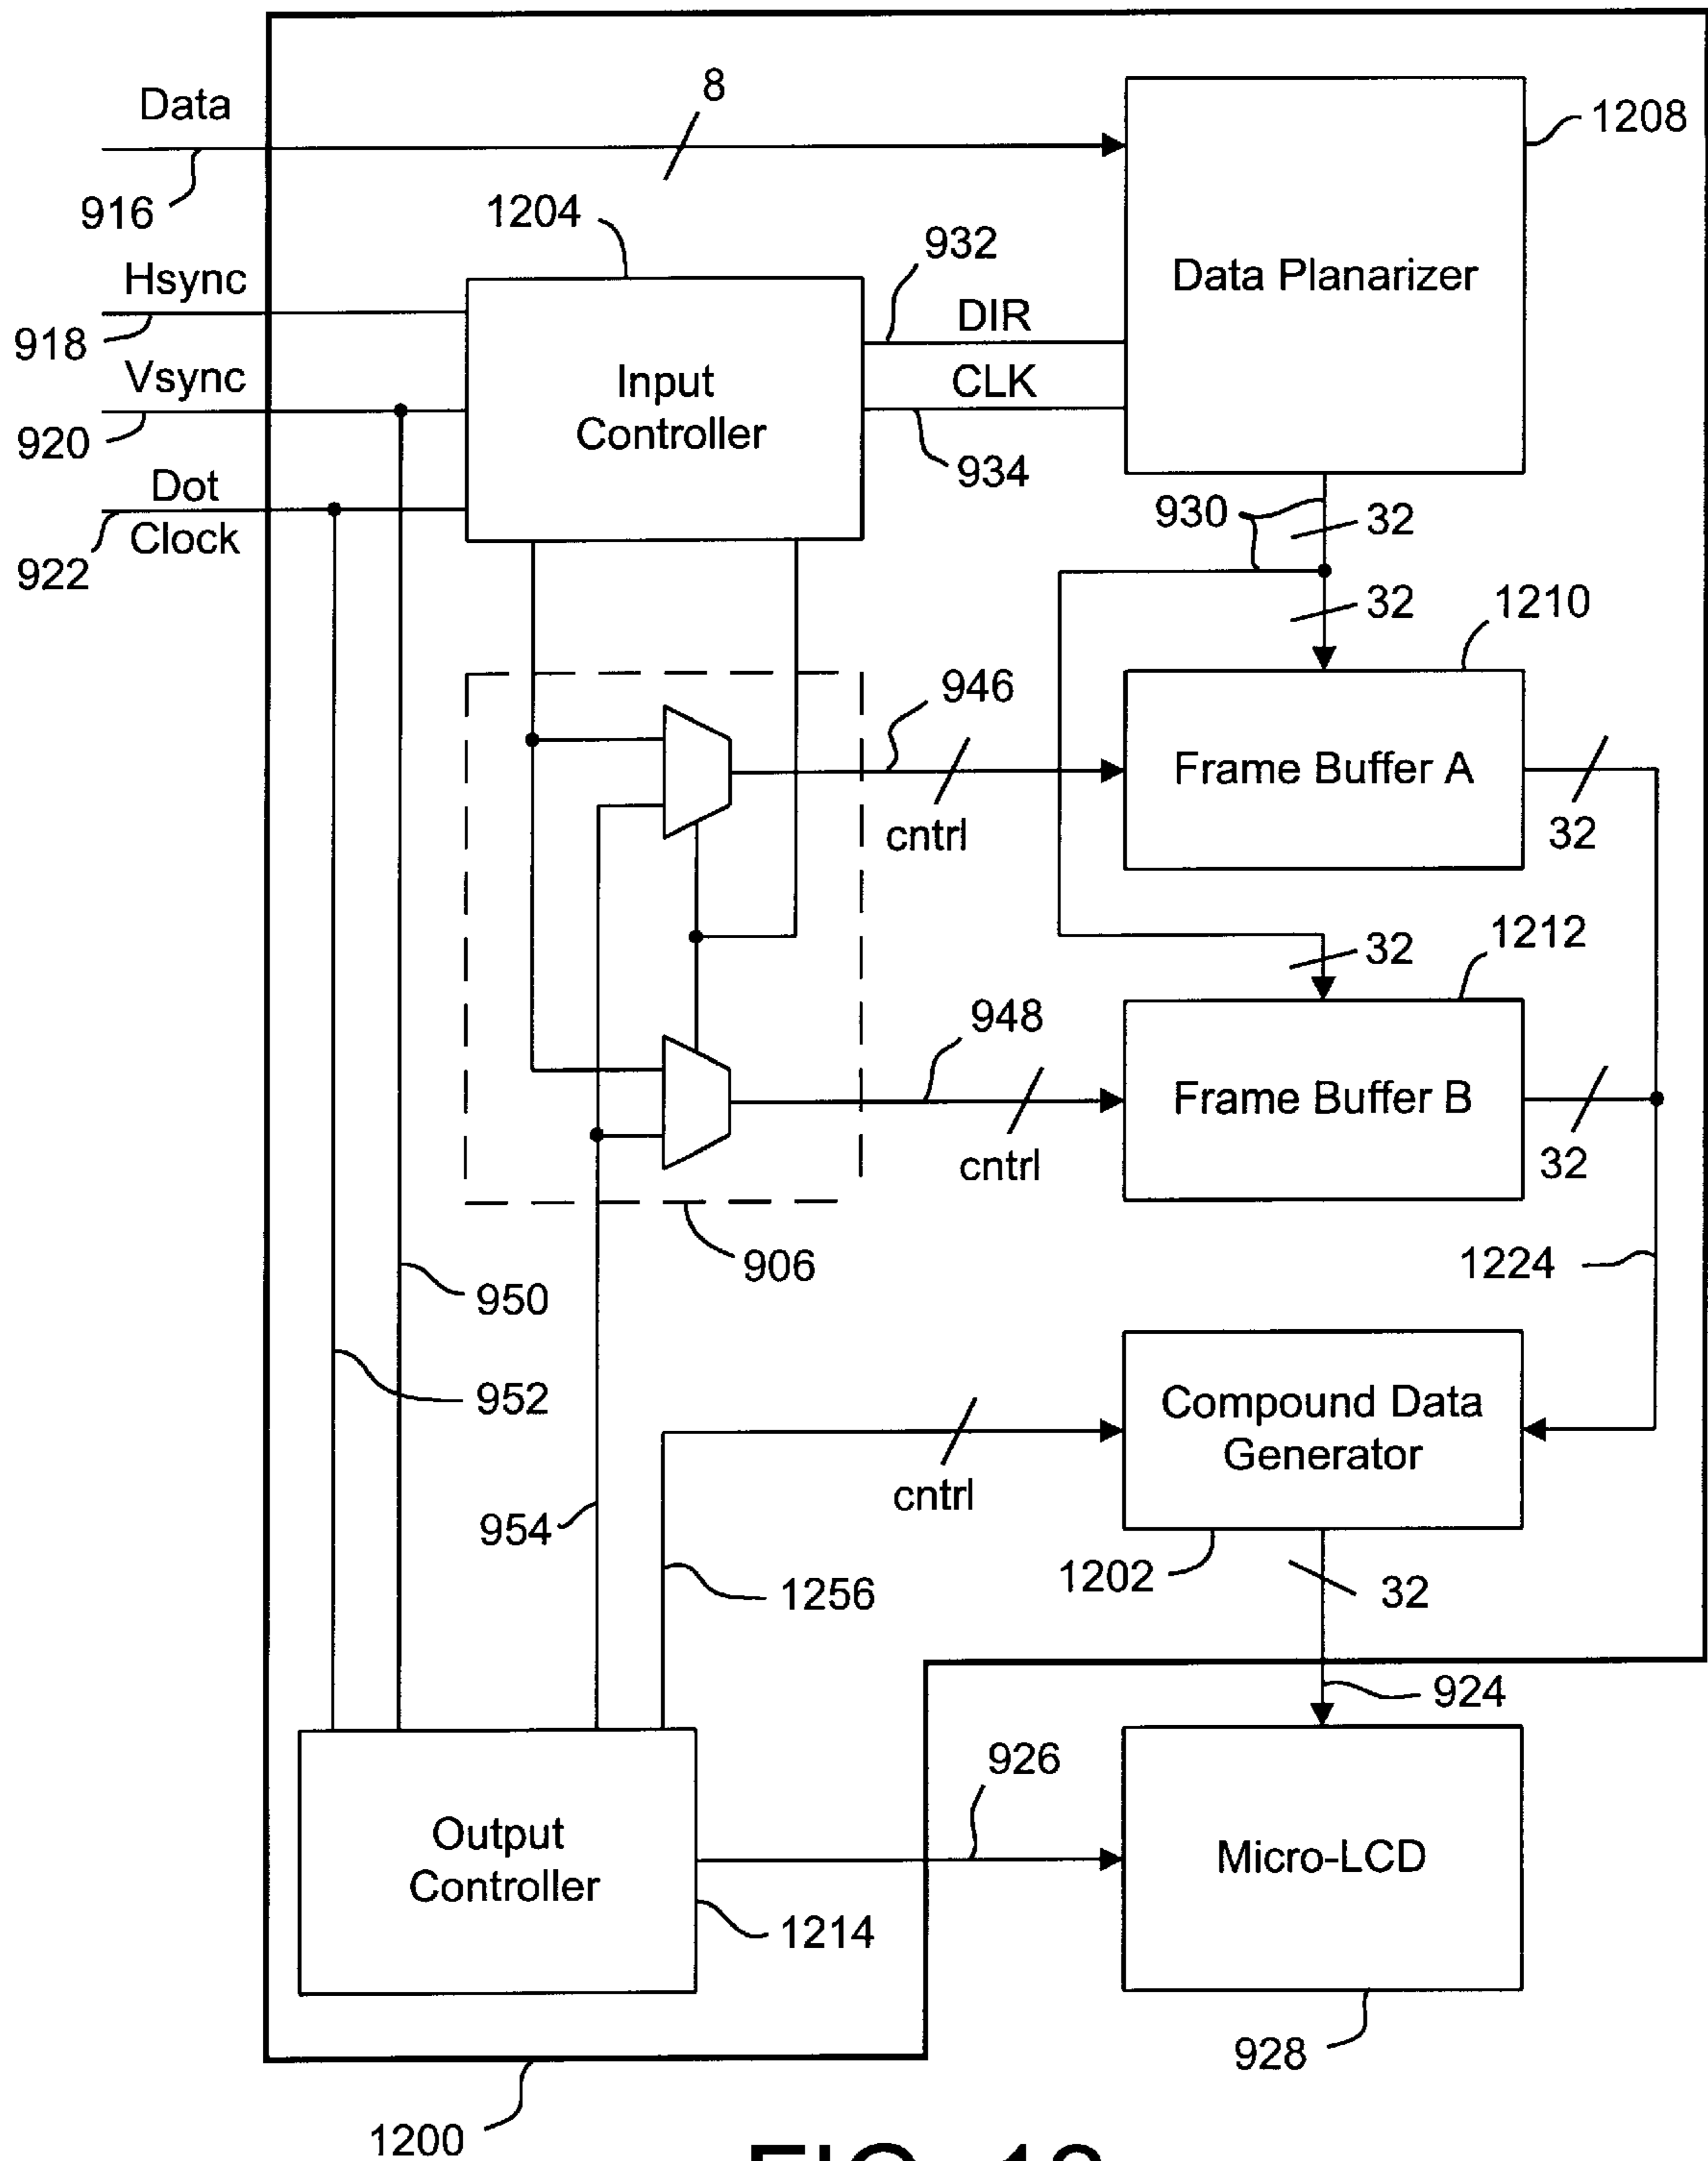 Data
8
1208
916
1204
Hsync
932
Data Planarizer
918
DIR
Vsync
Input
Controller
CLK
920
934
Dot
Clock
930
32
922
32
1210
946
Frame Buffer A
cntrl
32
32
1212
948
Frame Buffer B
cntrl
32
906
1224
950
952
Compound Data
Generator
cntrl
954
1202
1256
32
924
926
Output
Controller
Micro-LCD
1214
928
1200